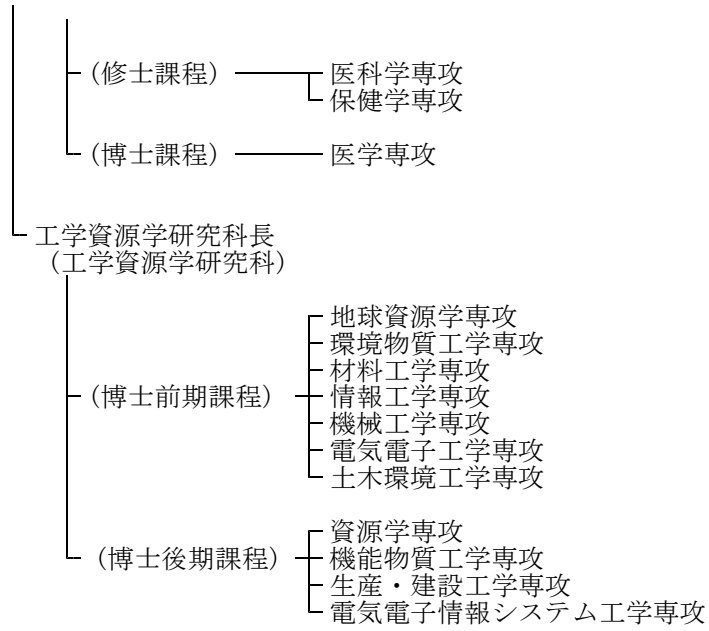 (修士課程) 医科学専攻
保健学専攻
(博士課程) 医学専攻
工学資源学研究科長
(工学資源学研究科)
地球資源学専攻
環境物質工学専攻
材料工学専攻
(博士前期課程) 情報工学専攻
機械工学専攻
電気電子工学専攻
土木環境工学専攻
資源学専攻
(博士後期課程) 機能物質工学専攻
生産・建設工学専攻
電気電子情報システム工学専攻